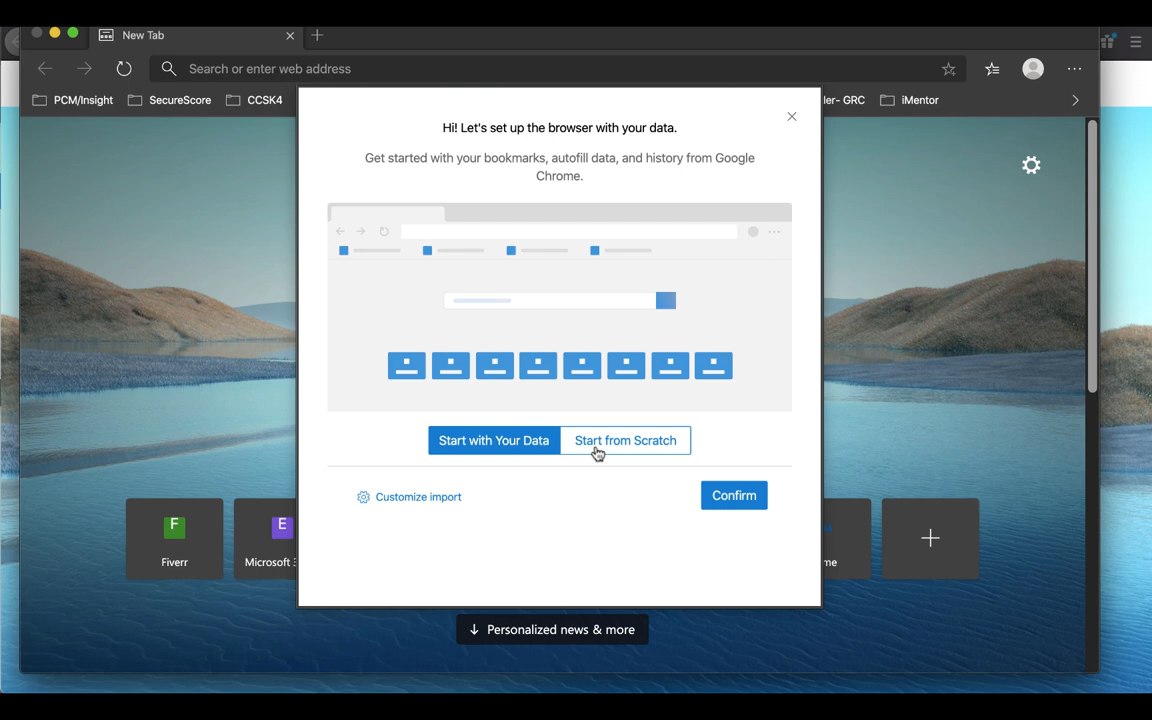 New Tab
Search or enter web address
PCM/Insight SecureScore CCSK4 ler- GRC iMentor
Hi! Let's set up the browser with your data.
Get started with your bookmarks, autofill data, and history from Google
Chrome.
Start with Your Data Start from Scratch
Customize import Confirm
F E
Fiverr Microsoft me
Personalized news & more